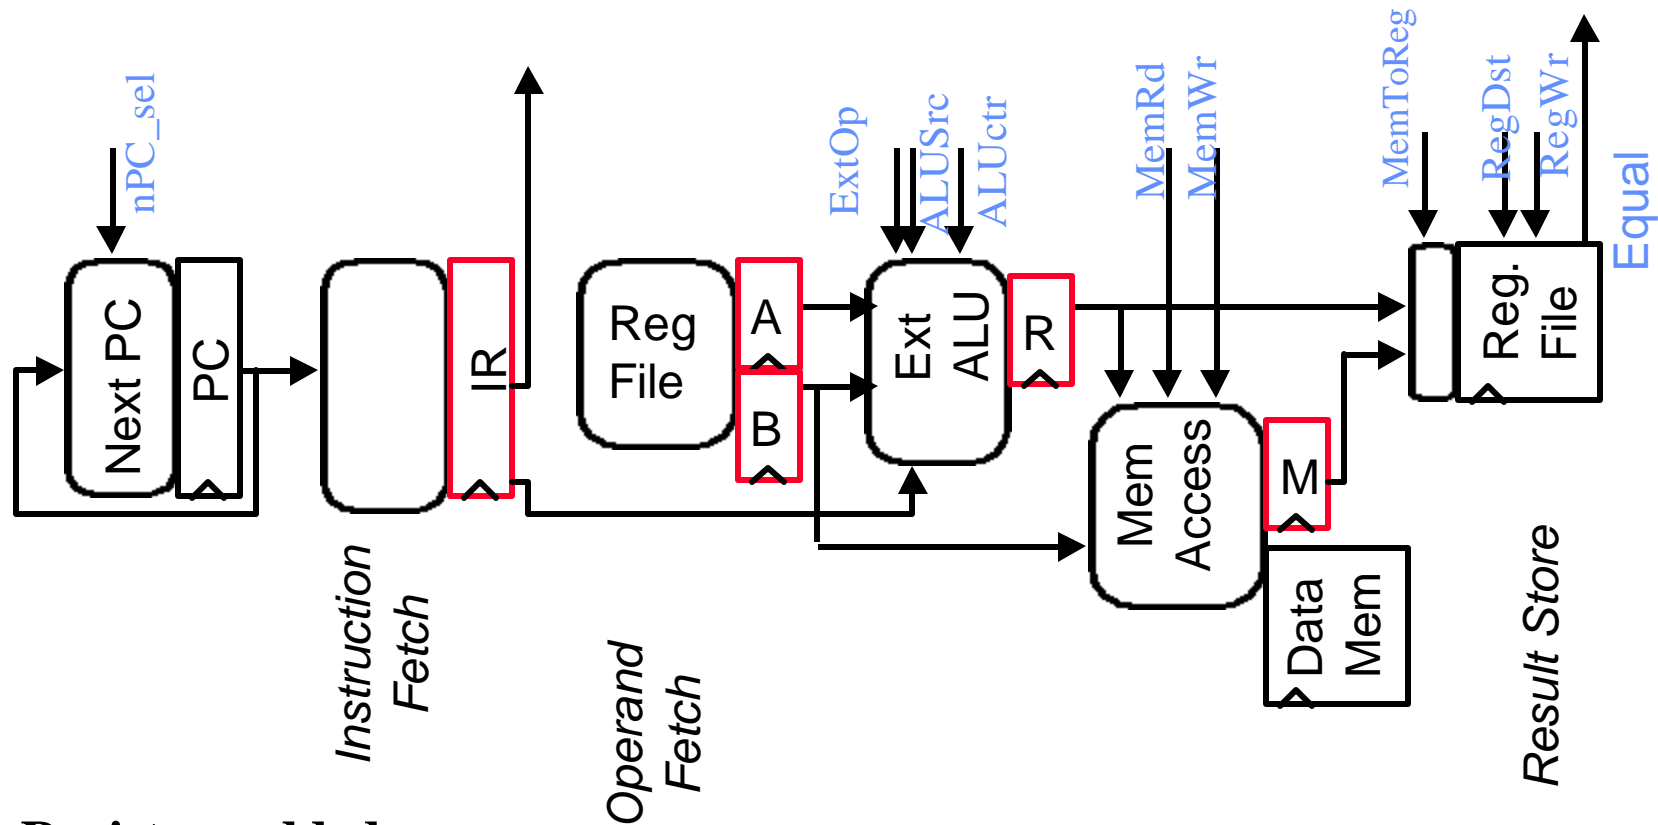 nPC_sel
ExtOp
ALUSrc
ALUctr
MemRd
MemWr
MemToReg
RegDst
RegWr
Equal
Next PC
PC
IR
Reg
File
A
B
Ext
ALU
R
Mem
Access
M
Data
Mem
Reg.
File
Instruction
Fetch
Operand
Fetch
Result Store